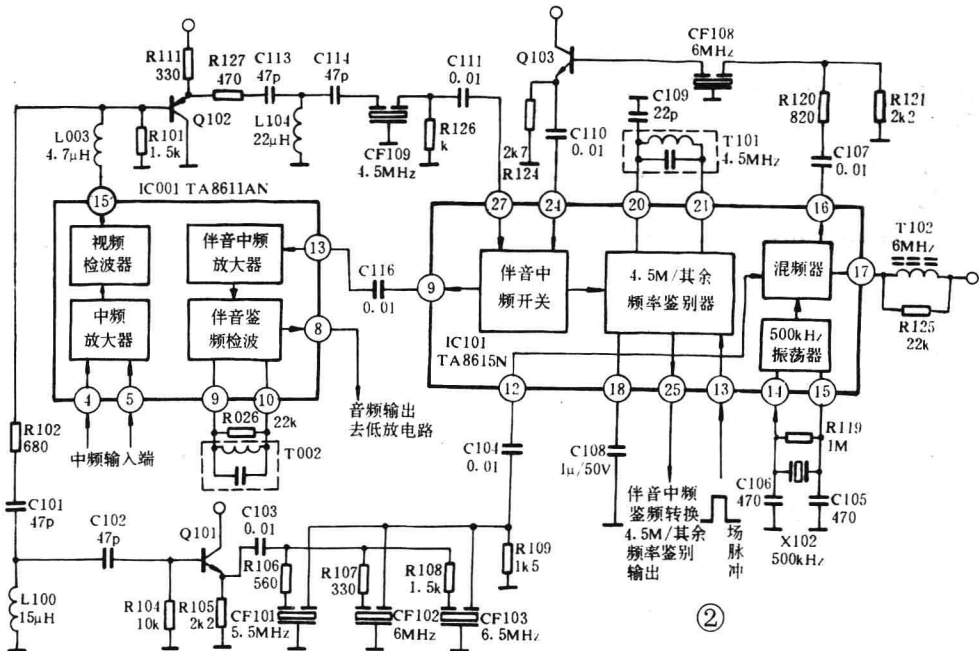 R111
330
R127
470
C113
47p
C114
47p
C111
0.01
Q102
L003
4.7μH
R101
1.5k
L104
22μH
CF109
4.5MHz
R126
k
Q103
CF108
6MHz
C109
22p
R120
820
R121
2k2
2k7
R124
C110
0.01
T101
4.5MHz
C107
0.01
IC001 TA8611AN
15
视频
检波器
中频
放大器
伴音中频
放大器
伴音鉴
频检波
13
8
4
5
9
10
C116
0.01
中频输入端
R026
22k
T002
音频输出
去低放电路
27
24
20
21
16
T102
6MHz
17
R125
22k
9
伴音中
频开关
4.5M/其余
频率鉴别器
混频器
500kHz
振荡器
IC101
TA8615N
12
18
25
13
14
15
R102
680
C101
47p
L100
15μH
C102
47p
Q101
C103
0.01
R104
10k
R105
2k2
R106
560
R107
330
R108
1.5k
CF101
5.5MHz
CF102
6MHz
CF103
6.5MHz
C104
0.01
R109
1k5
C108
1μ/50V
伴音中频
鉴频转换
4.5M/其余
频率鉴别
输出
场
脉
冲
R119
1M
C106
470
C105
470
X102
500kHz
②